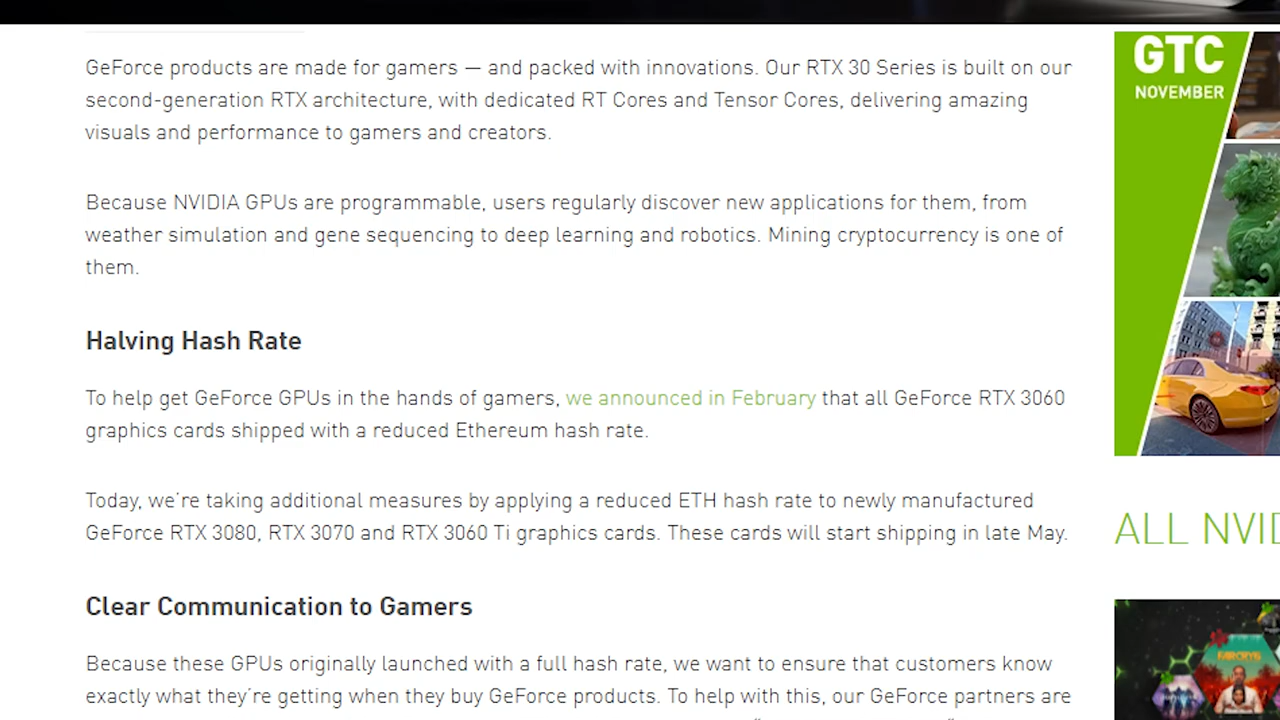 GeForce products are made for gamers — and packed with innovations. Our RTX 30 Series is built on our
second-generation RTX architecture, with dedicated RT Cores and Tensor Cores, delivering amazing
visuals and performance to gamers and creators.
Because NVIDIA GPUs are programmable, users regularly discover new applications for them, from
weather simulation and gene sequencing to deep learning and robotics. Mining cryptocurrency is one of
them.
Halving Hash Rate
To help get GeForce GPUs in the hands of gamers, we announced in February that all GeForce RTX 3060
graphics cards shipped with a reduced Ethereum hash rate.
Today, we're taking additional measures by applying a reduced ETH hash rate to newly manufactured
GeForce RTX 3080, RTX 3070 and RTX 3060 Ti graphics cards. These cards will start shipping in late May.
Clear Communication to Gamers
Because these GPUs originally launched with a full hash rate, we want to ensure that customers know
exactly what they're getting when they buy GeForce products. To help with this, our GeForce partners are
GTC
NOVEMBER
ALL NVID
FARCRY6